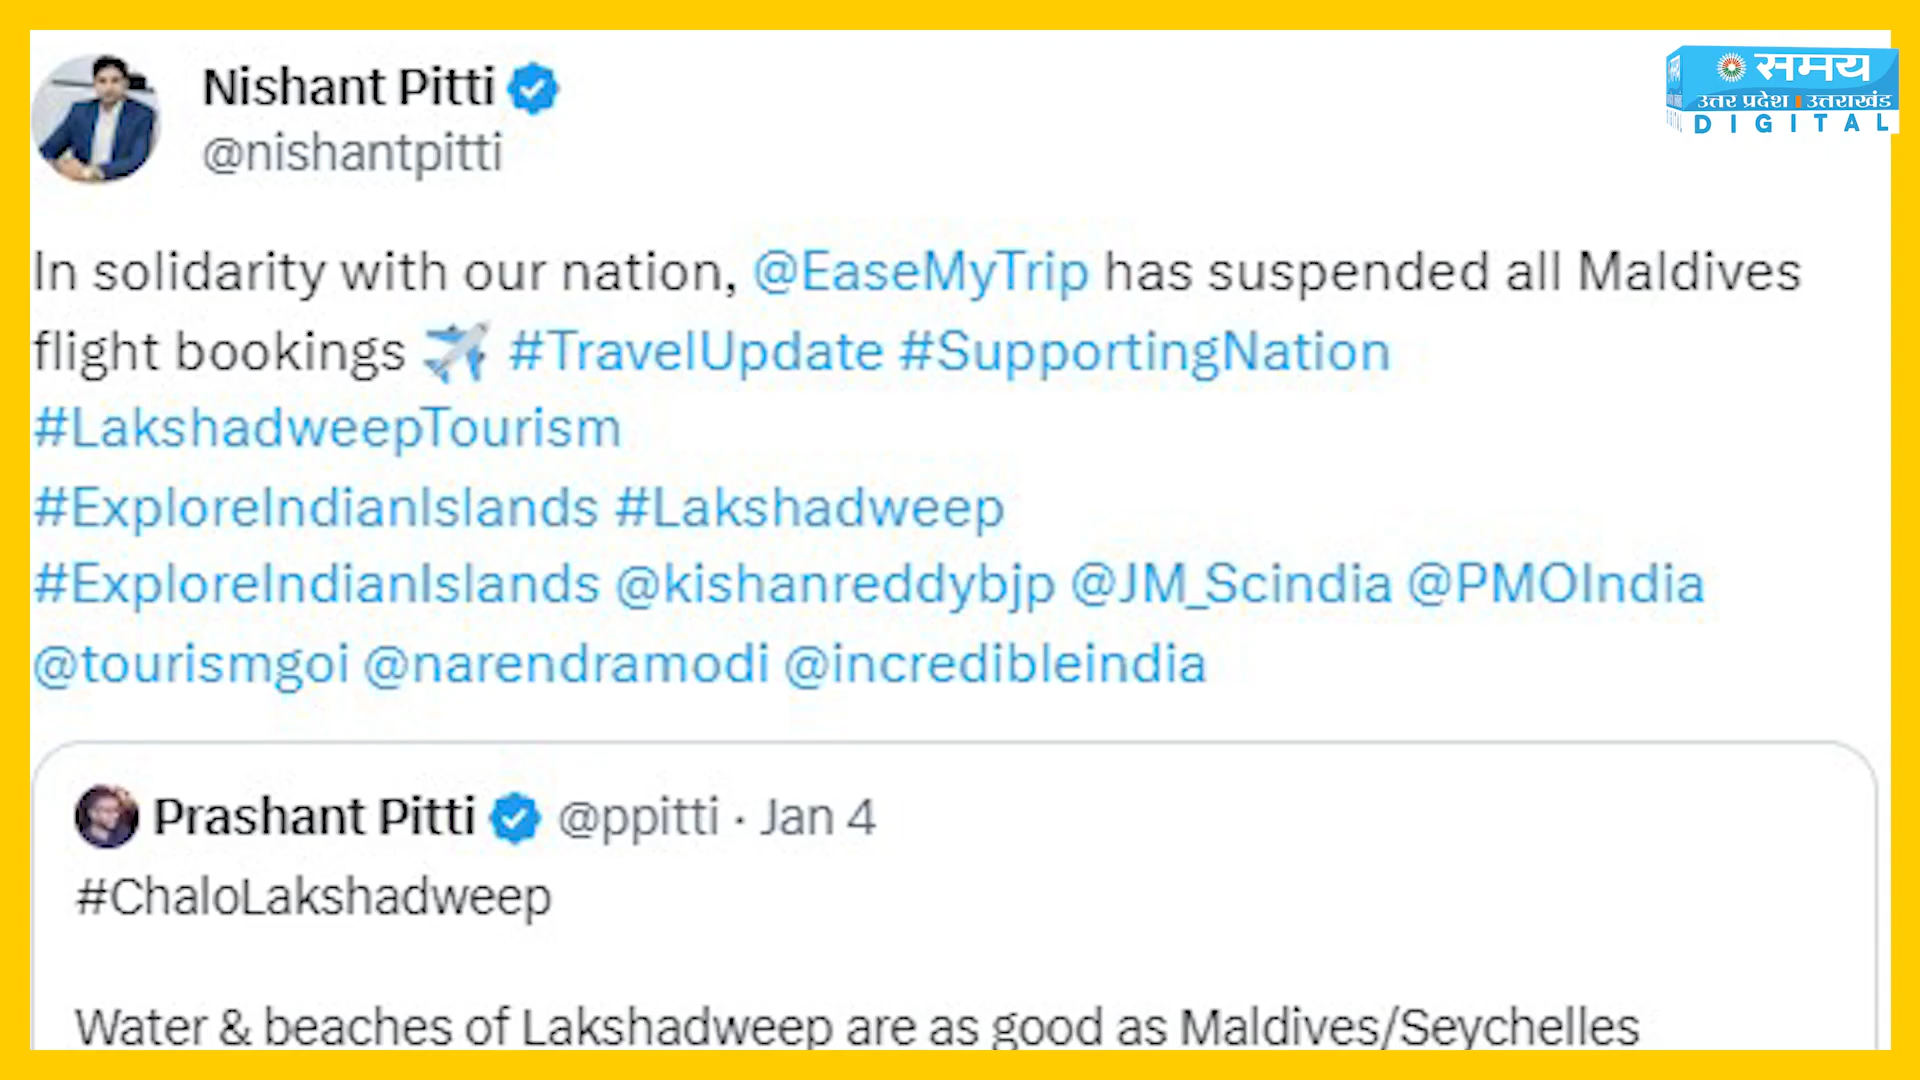 Nishant Pitti
@nishantpitti
समय
उत्तर प्रदेश | उत्तराखंड
DIGITAL
In solidarity with our nation, @EaseMyTrip has suspended all Maldives
flight bookings ✈️ #TravelUpdate #SupportingNation
#LakshadweepTourism
#ExploreIndianIslands #Lakshadweep
#ExploreIndianIslands @kishanreddybjp @JM_Scindia @PMOIndia
@tourismgoi @narendramodi @incredibleindia
Prashant Pitti @ppitti · Jan 4
#ChaloLakshadweep
Water & beaches of Lakshadweep are as good as Maldives/Seychelles